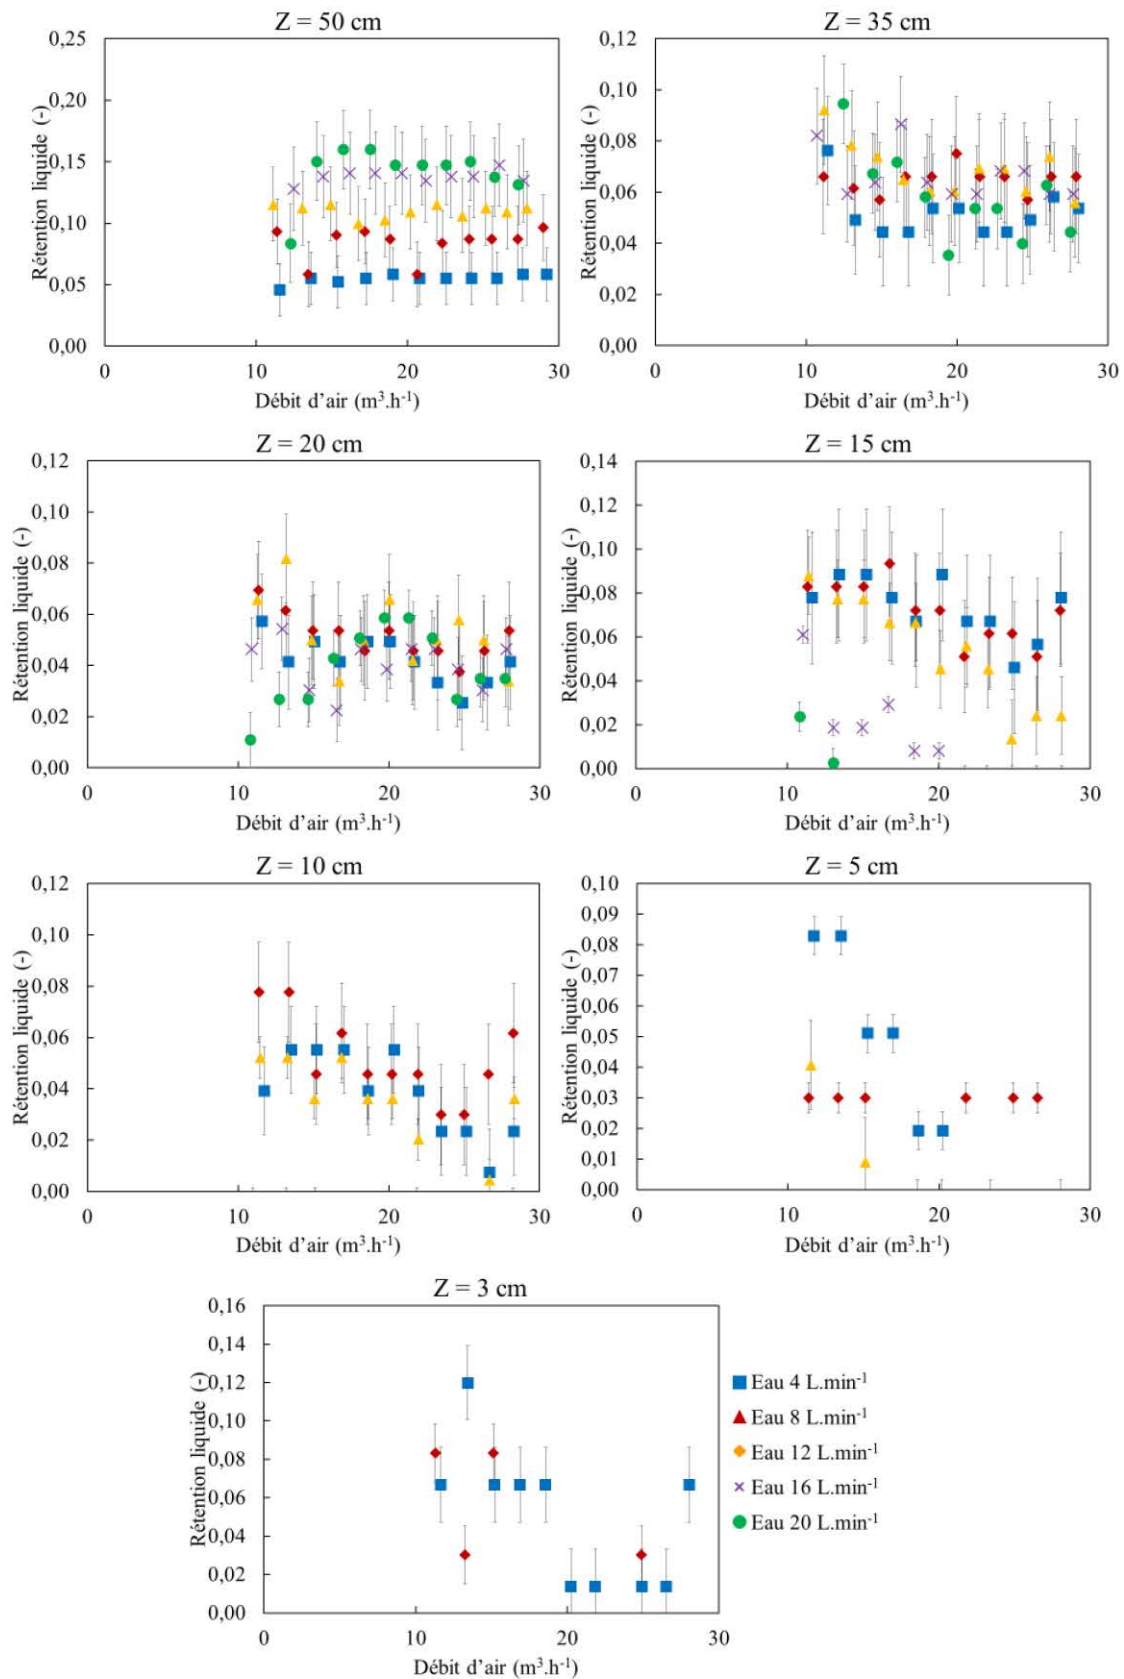 Z = 50 cm
0,25
0,20
0,15
0,10
0,05
0,00
0 10 20 30
Rétention liquide (-)
Débit d'air (m³.h⁻¹)
Z = 35 cm
0,12
0,10
0,08
0,06
0,04
0,02
0,00
0 10 20 30
Rétention liquide (-)
Débit d'air (m³.h⁻¹)
Z = 20 cm
0,12
0,10
0,08
0,06
0,04
0,02
0,00
0 10 20 30
Rétention liquide (-)
Débit d'air (m³.h⁻¹)
Z = 15 cm
0,14
0,12
0,10
0,08
0,06
0,04
0,02
0,00
0 10 20 30
Rétention liquide (-)
Débit d'air (m³.h⁻¹)
Z = 10 cm
0,12
0,10
0,08
0,06
0,04
0,02
0,00
0 10 20 30
Rétention liquide (-)
Débit d'air (m³.h⁻¹)
Z = 5 cm
0,10
0,09
0,08
0,07
0,06
0,05
0,04
0,03
0,02
0,01
0,00
0 10 20 30
Rétention liquide (-)
Débit d'air (m³.h⁻¹)
Z = 3 cm
0,16
0,14
0,12
0,10
0,08
0,06
0,04
0,02
0,00
0 10 20 30
Rétention liquide (-)
Débit d'air (m³.h⁻¹)
Eau 4 L.min⁻¹
Eau 8 L.min⁻¹
Eau 12 L.min⁻¹
Eau 16 L.min⁻¹
Eau 20 L.min⁻¹